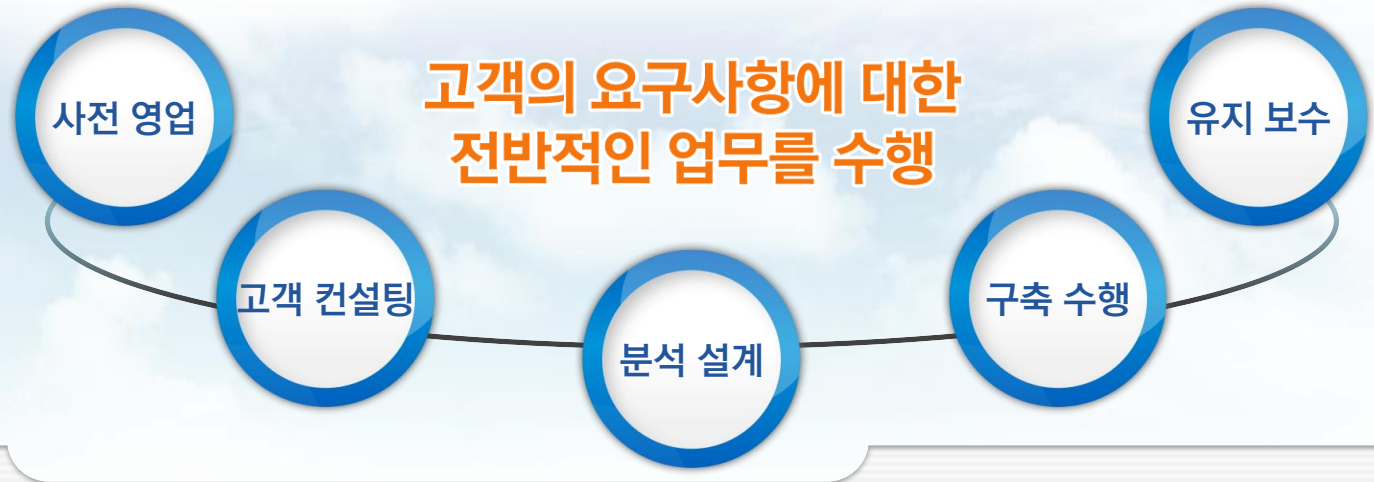 고객의 요구사항에 대한
전반적인 업무를 수행
사전 영업
고객 컨설팅
분석 설계
구축 수행
유지 보수